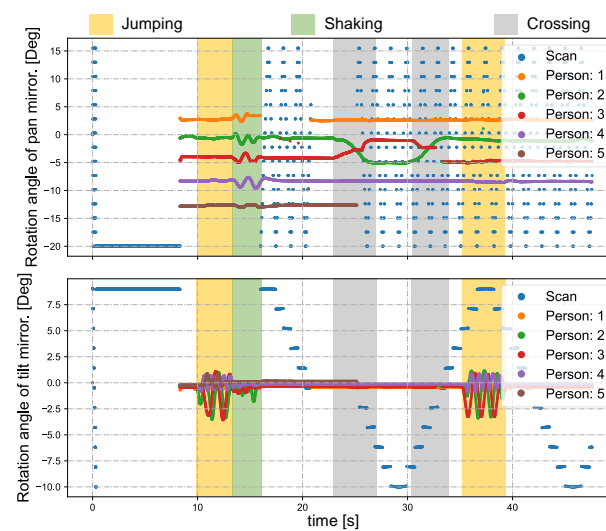 Jumping Shaking Crossing
Rotation angle of pan mirror. [Deg]
15
10
5
0
−5
−10
−15
−20
Scan
Person: 1
Person: 2
Person: 3
Person: 4
Person: 5
Rotation angle of tilt mirror. [Deg]
7.5
5.0
2.5
0.0
−2.5
−5.0
−7.5
−10.0
Scan
Person: 1
Person: 2
Person: 3
Person: 4
Person: 5
0 10 20 30 40
time [s]